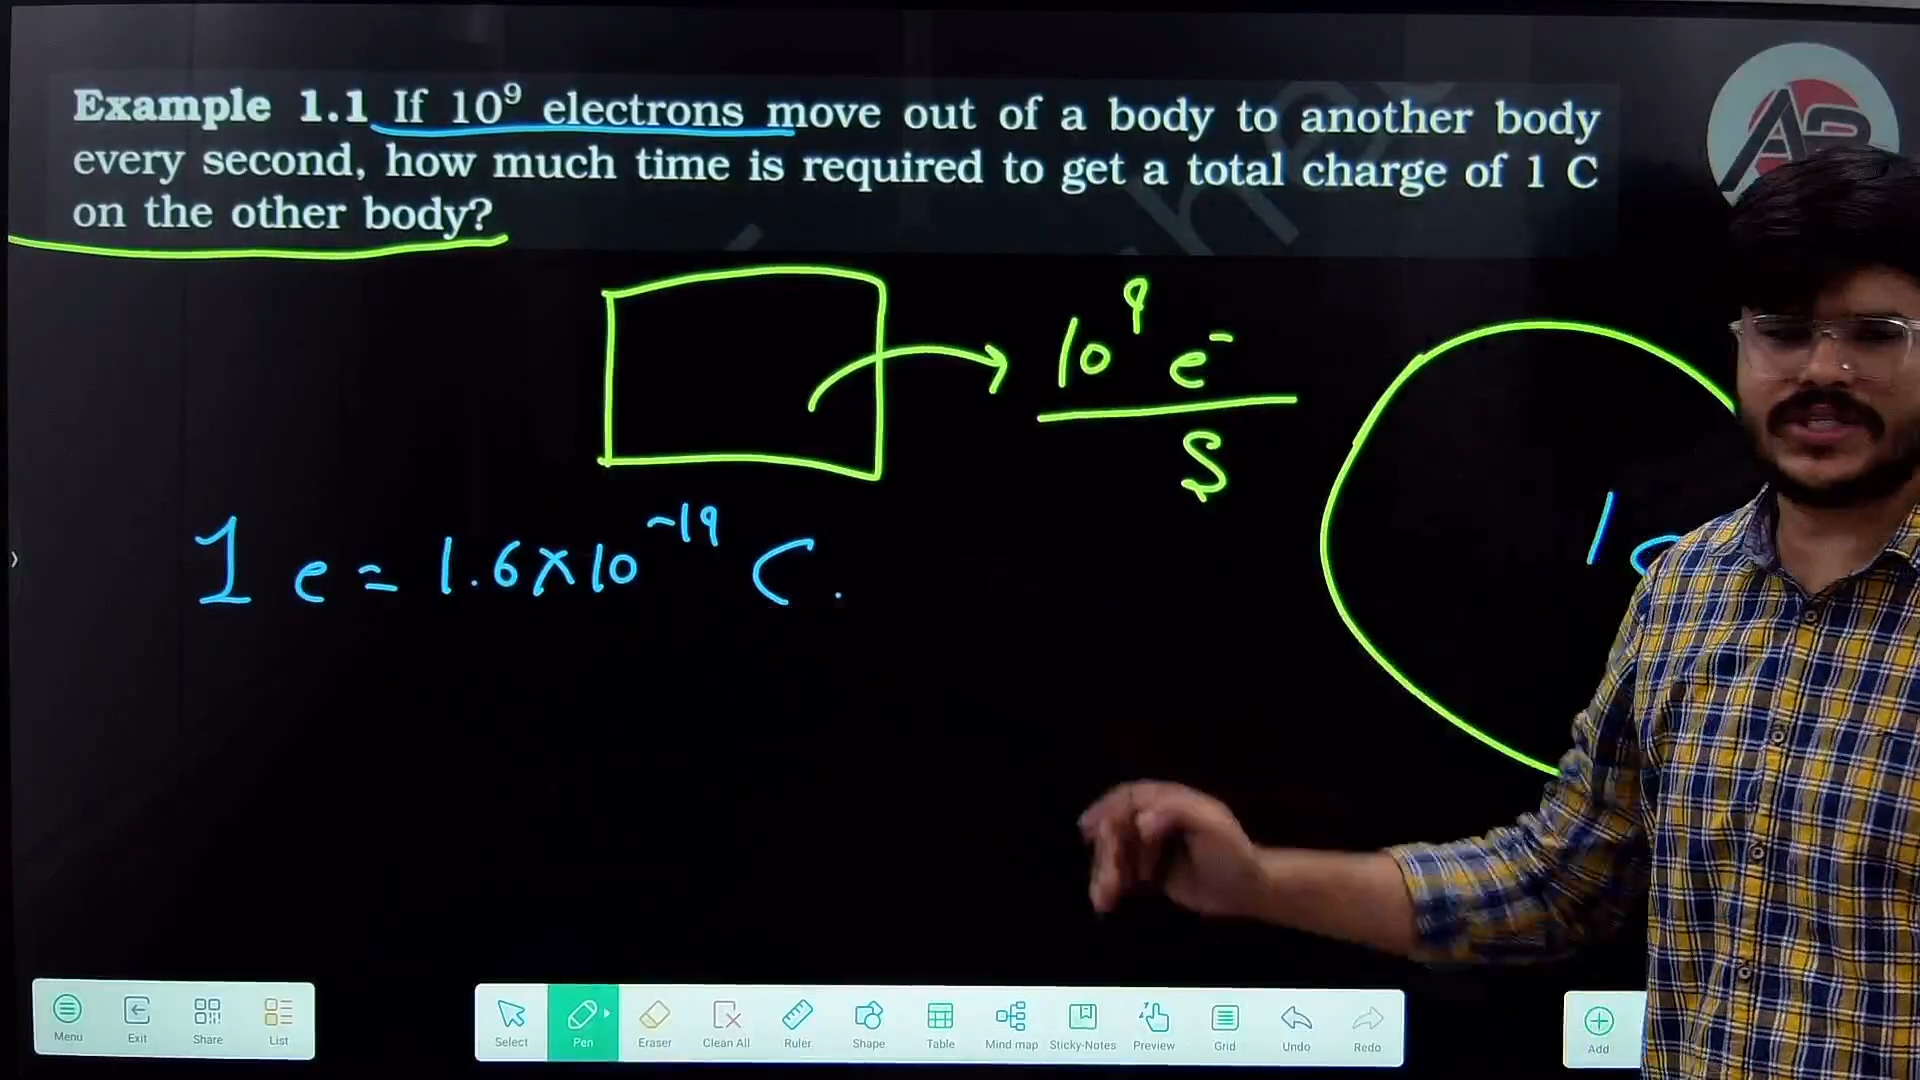 Example 1.1 If 10⁹ electrons move out of a body to another body
every second, how much time is required to get a total charge of 1 C
on the other body?
10⁹ e⁻
S
1 e = 1.6×10⁻¹⁹ C.
1 C
Menu
Exit
Share
List
Select
Pen
Eraser
Clean All
Ruler
Shape
Table
Mind map
Sticky-Notes
Preview
Grid
Undo
Redo
Add